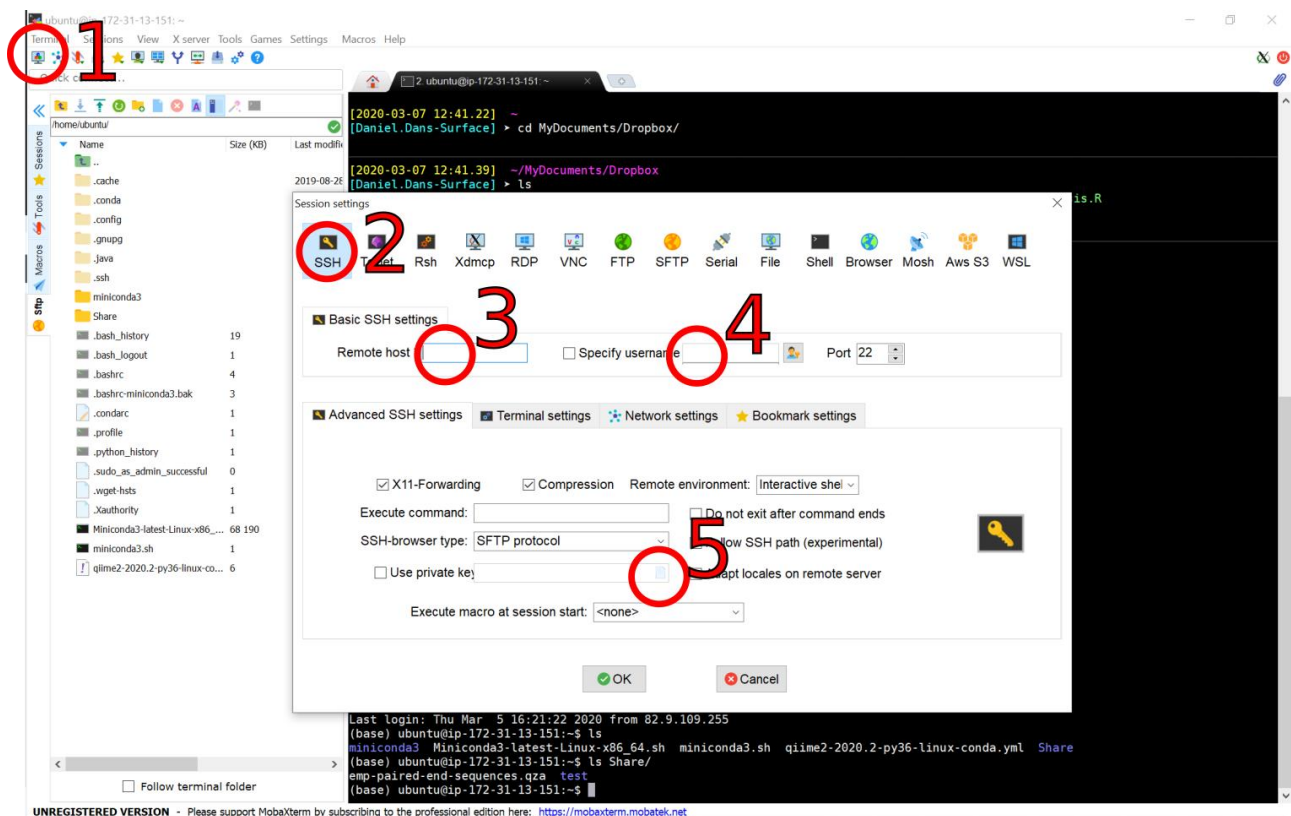 ubuntu@ip-172-31-13-151: ~
Terminal Sessions View X server Tools Games Settings Macros Help
1
2. ubuntu@ip-172-31-13-151: ~
/home/ubuntu/
Name Size (KB) Last modifie
..
.cache 2019-08-28
.conda
.config
.gnupg
.java
.ssh
miniconda3
Share
.bash_history 19
.bash_logout 1
.bashrc 4
.bashrc-miniconda3.bak 3
.condarc 1
.profile 1
.python_history 1
.sudo_as_admin_successful 0
.wget-hsts 1
.Xauthority 1
Miniconda3-latest-Linux-x86_... 68 190
miniconda3.sh 1
qiime2-2020.2-py36-linux-co... 6
Sessions
Tools
Macros
Sftp
Follow terminal folder
[2020-03-07 12:41.22] ~
[Daniel.Dans-Surface] ➤ cd MyDocuments/Dropbox/
[2020-03-07 12:41.39] ~/MyDocuments/Dropbox
[Daniel.Dans-Surface] ➤ ls
is.R
Session settings
2
SSH Telnet Rsh Xdmcp RDP VNC FTP SFTP Serial File Shell Browser Mosh Aws S3 WSL
3
4
Basic SSH settings
Remote host Specify username Port 22
Advanced SSH settings Terminal settings Network settings Bookmark settings
X11-Forwarding Compression Remote environment: Interactive shel
Execute command: Do not exit after command ends
5
SSH-browser type: SFTP protocol Follow SSH path (experimental)
Use private key Adapt locales on remote server
Execute macro at session start: <none>
OK Cancel
Last login: Thu Mar 5 16:21:22 2020 from 82.9.109.255
(base) ubuntu@ip-172-31-13-151:~$ ls
miniconda3 Miniconda3-latest-Linux-x86_64.sh miniconda3.sh qiime2-2020.2-py36-linux-conda.yml Share
(base) ubuntu@ip-172-31-13-151:~$ ls Share/
emp-paired-end-sequences.qza test
(base) ubuntu@ip-172-31-13-151:~$
UNREGISTERED VERSION - Please support MobaXterm by subscribing to the professional edition here: https://mobaxterm.mobatek.net